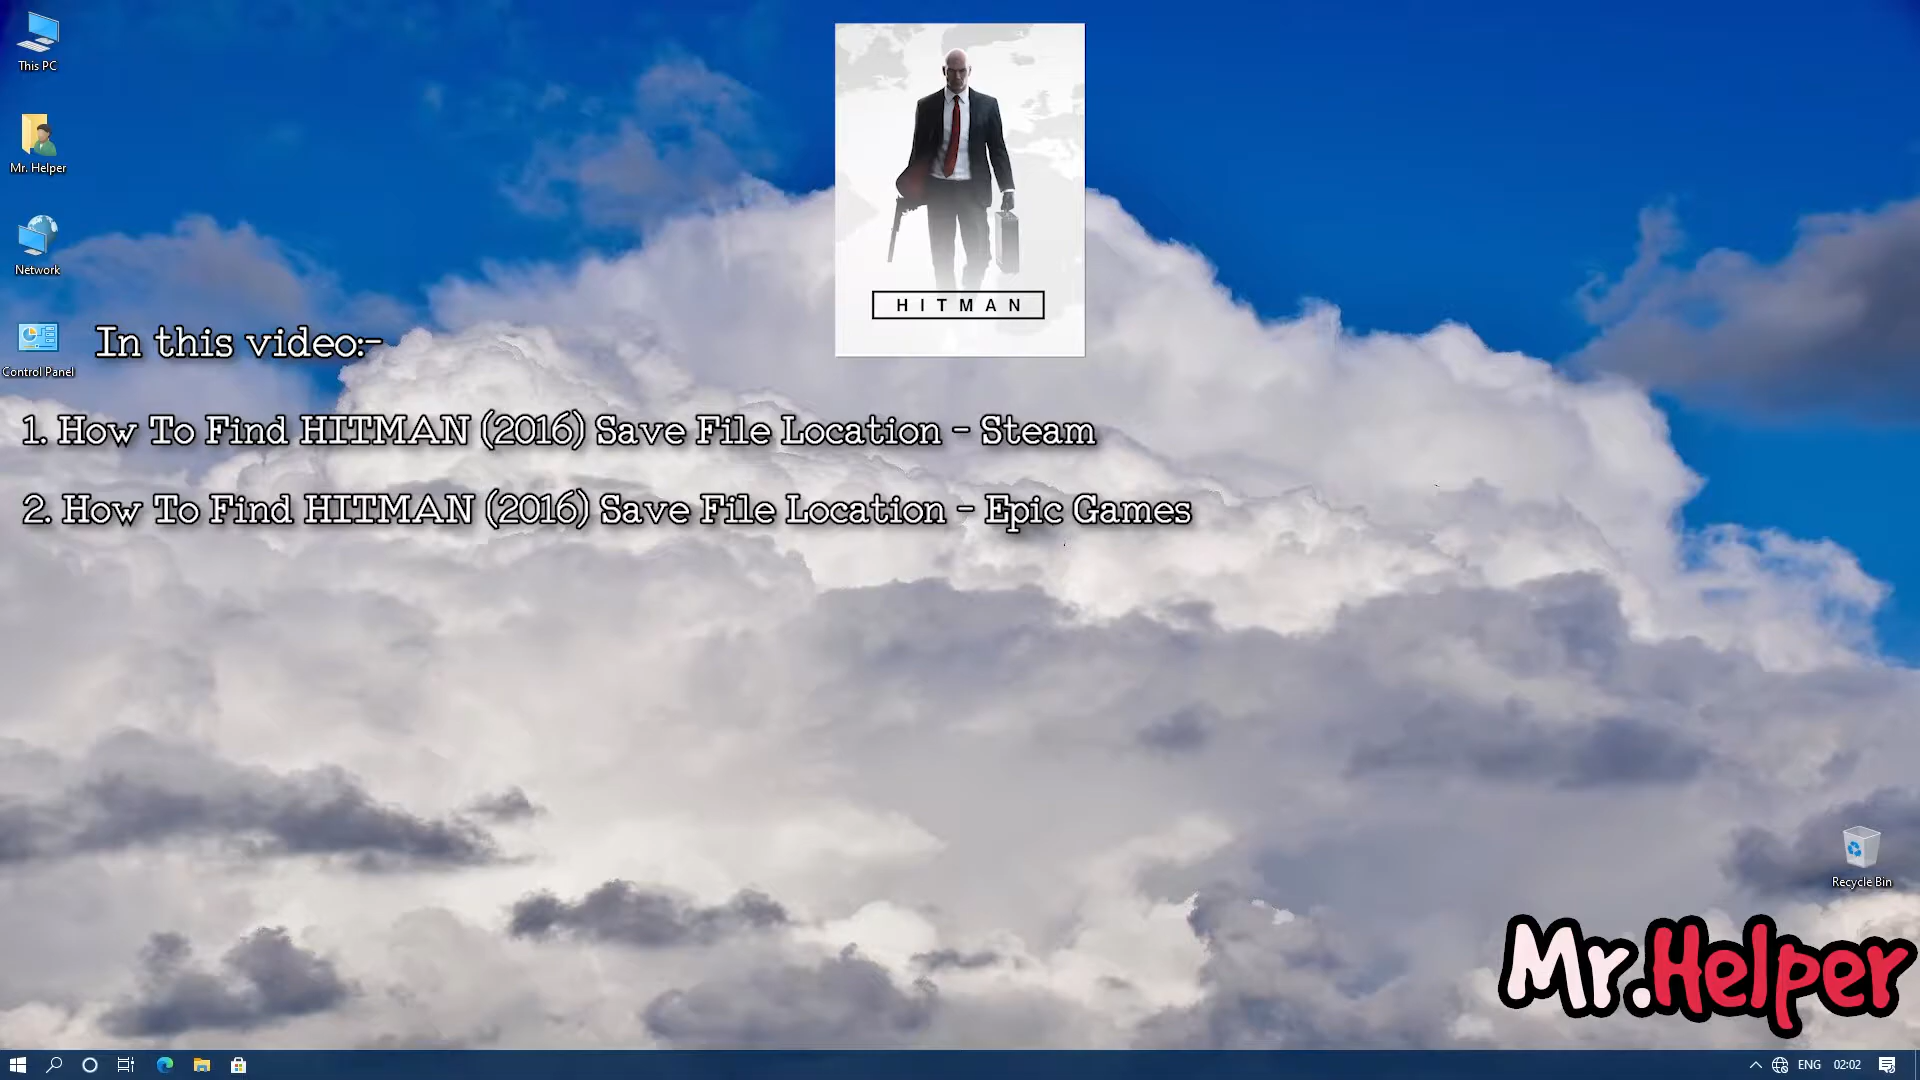 This PC
Mr. Helper
Network
Control Panel
HITMAN
In this video:-
1. How To Find HITMAN (2016) Save File Location - Steam
2. How To Find HITMAN (2016) Save File Location - Epic Games
Recycle Bin
Mr.Helper
ENG 02:02